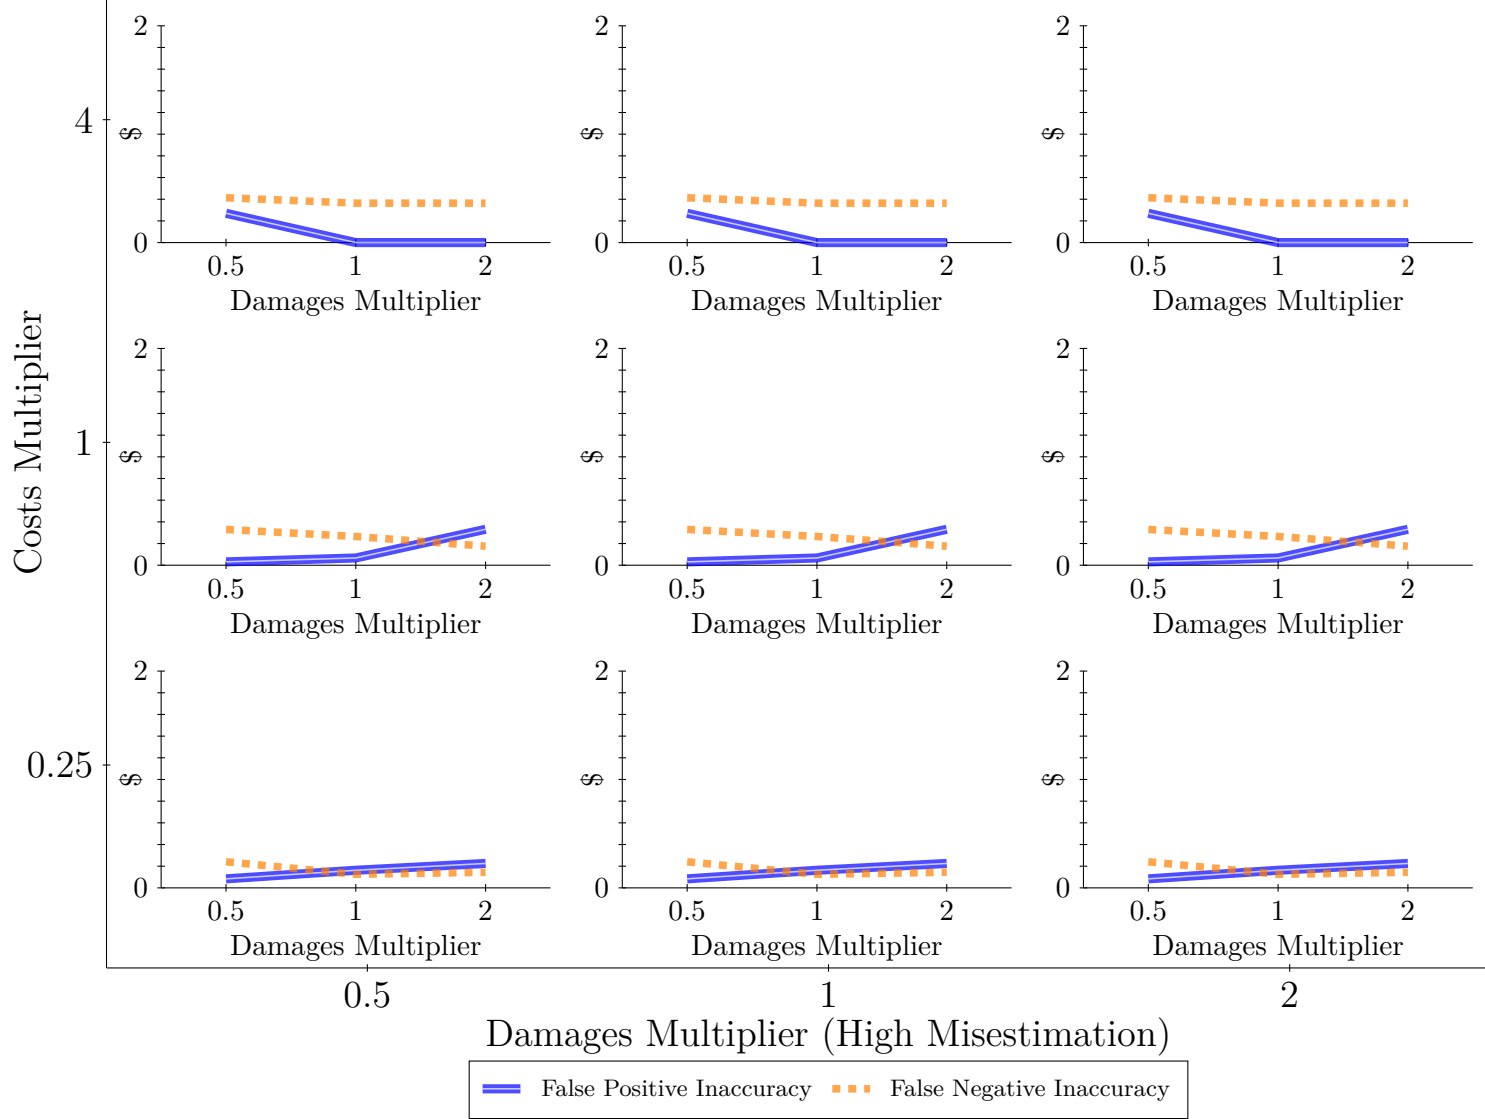 Costs Multiplier
4
1
0.25
2
$
0
0.5 1 2
Damages Multiplier
2
$
0
0.5 1 2
Damages Multiplier
2
$
0
0.5 1 2
Damages Multiplier
2
$
0
0.5 1 2
Damages Multiplier
2
$
0
0.5 1 2
Damages Multiplier
2
$
0
0.5 1 2
Damages Multiplier
2
$
0
0.5 1 2
Damages Multiplier
2
$
0
0.5 1 2
Damages Multiplier
2
$
0
0.5 1 2
Damages Multiplier
0.5 1 2
Damages Multiplier (High Misestimation)
False Positive Inaccuracy False Negative Inaccuracy